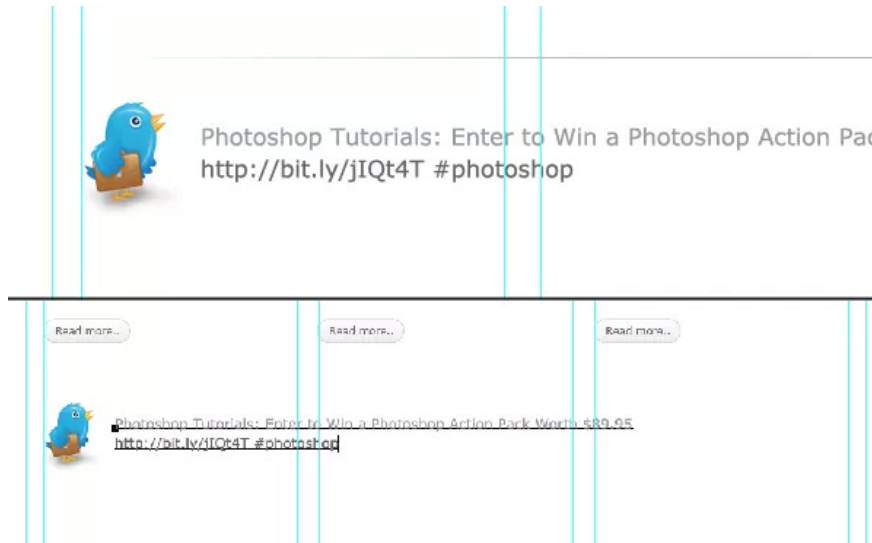 Photoshop Tutorials: Enter to Win a Photoshop Action Pac
http://bit.ly/jIQt4T #photoshop
Read more.. Read more.. Read more..
Photoshop Tutorials: Enter to Win a Photoshop Action Pack Worth $89.95
http://bit.ly/jIQt4T #photoshop